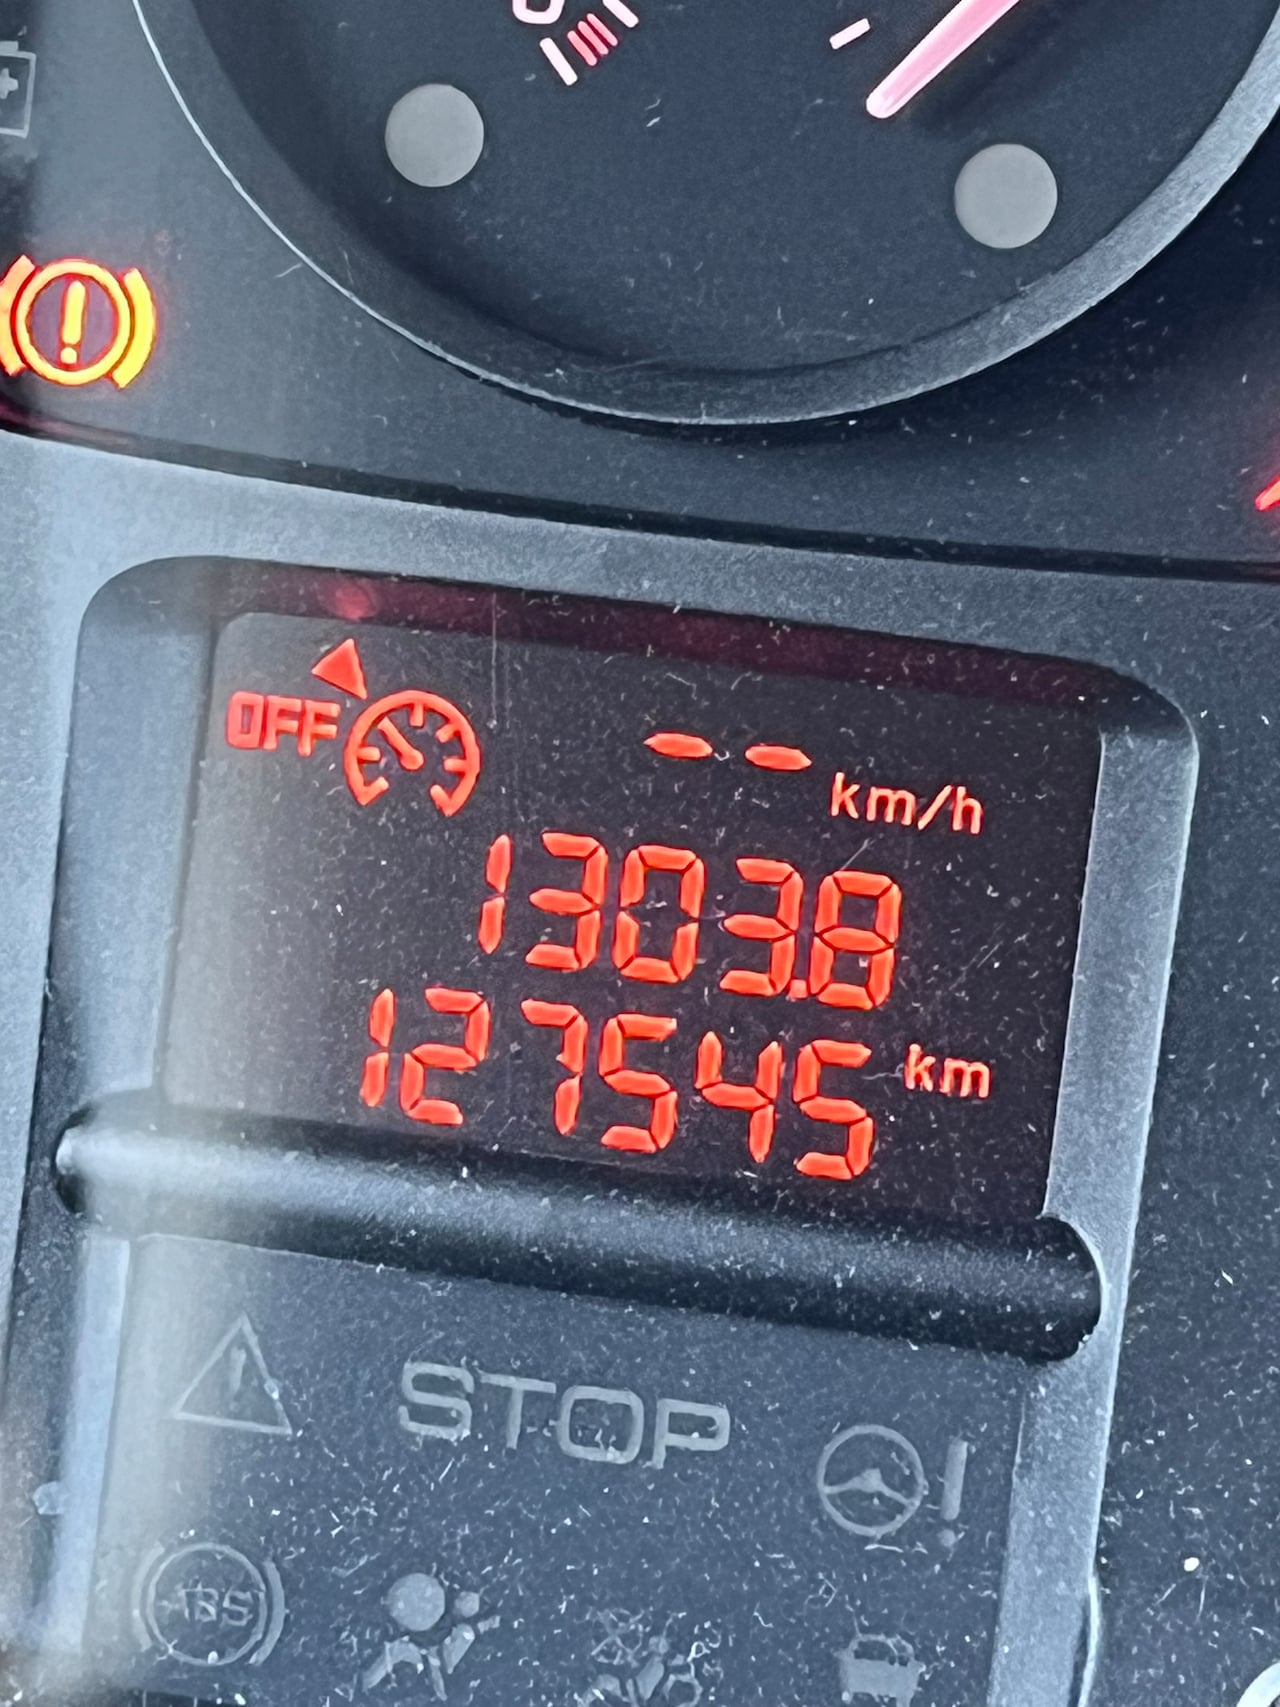 OFF -- km/h
1303.8
127545 km
STOP
!
ABS